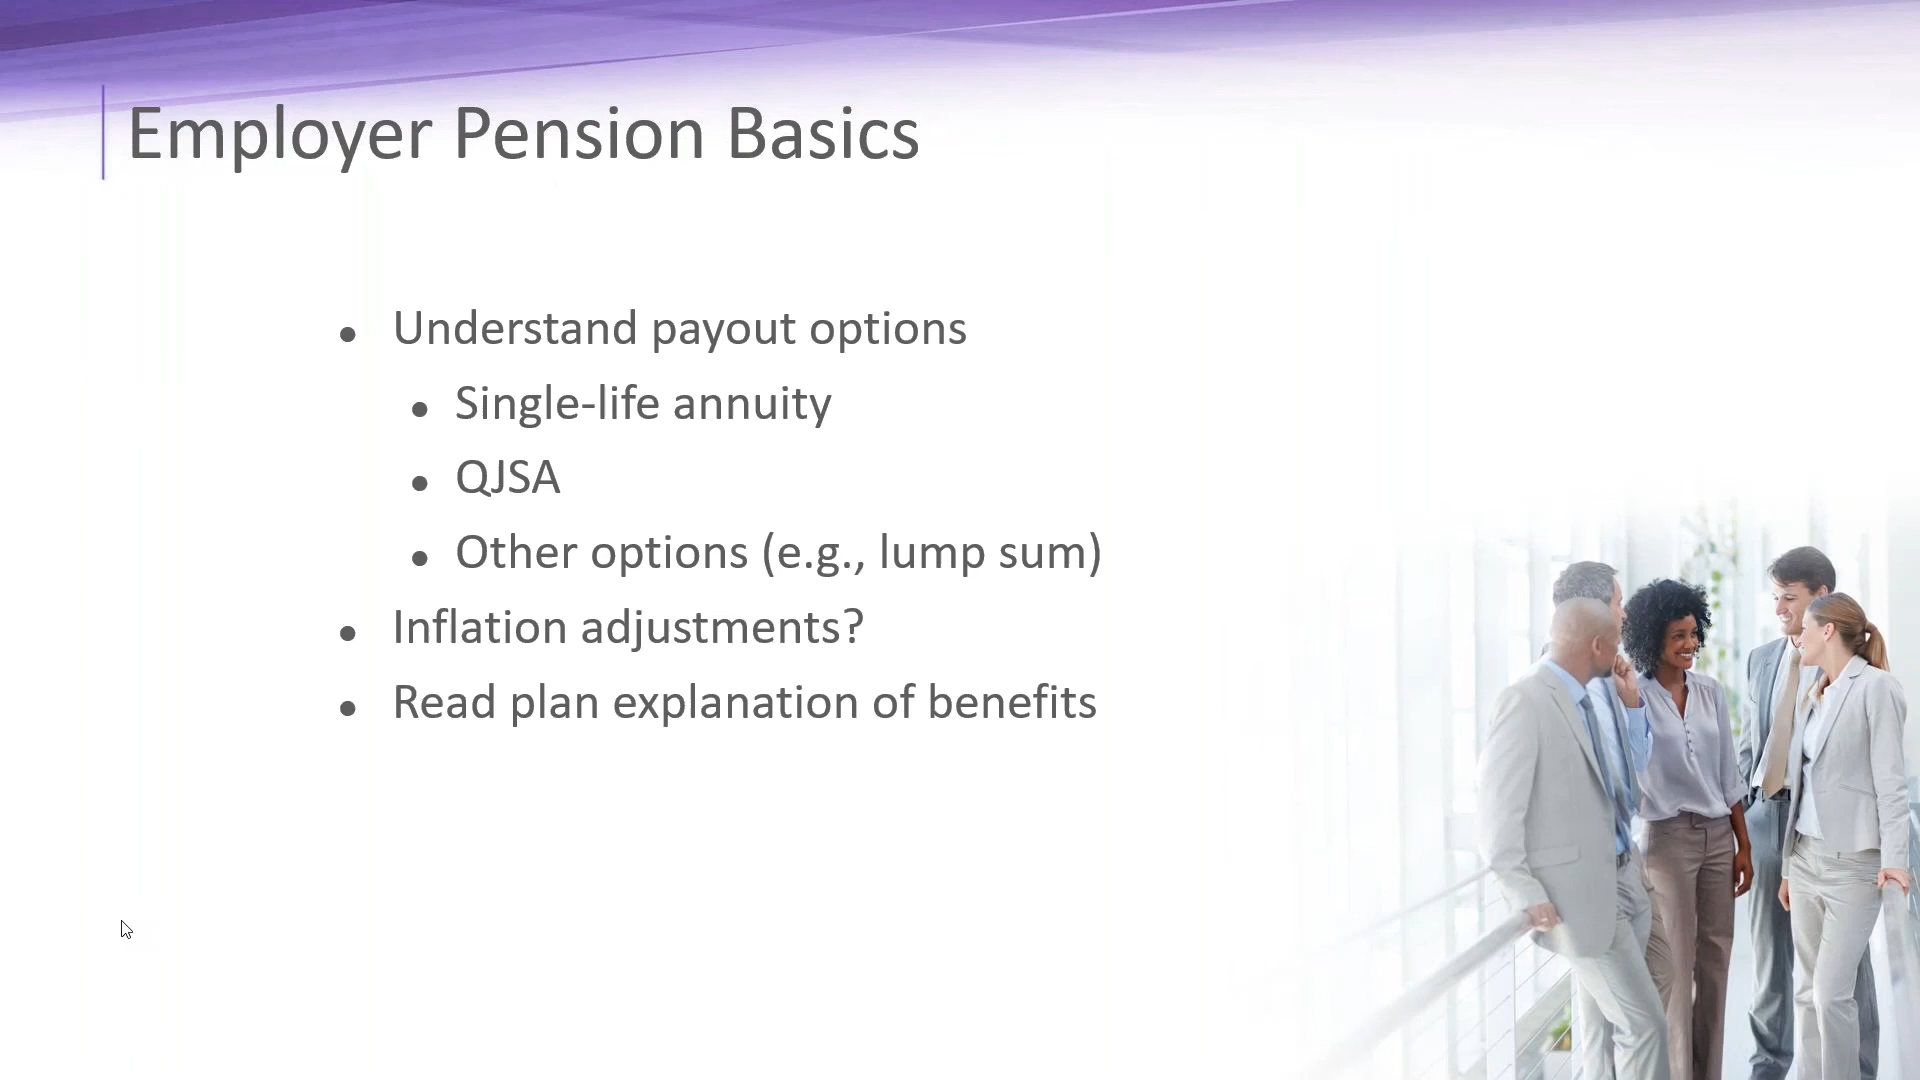 Employer Pension Basics
• Understand payout options
• Single-life annuity
• QJSA
• Other options (e.g., lump sum)
• Inflation adjustments?
• Read plan explanation of benefits